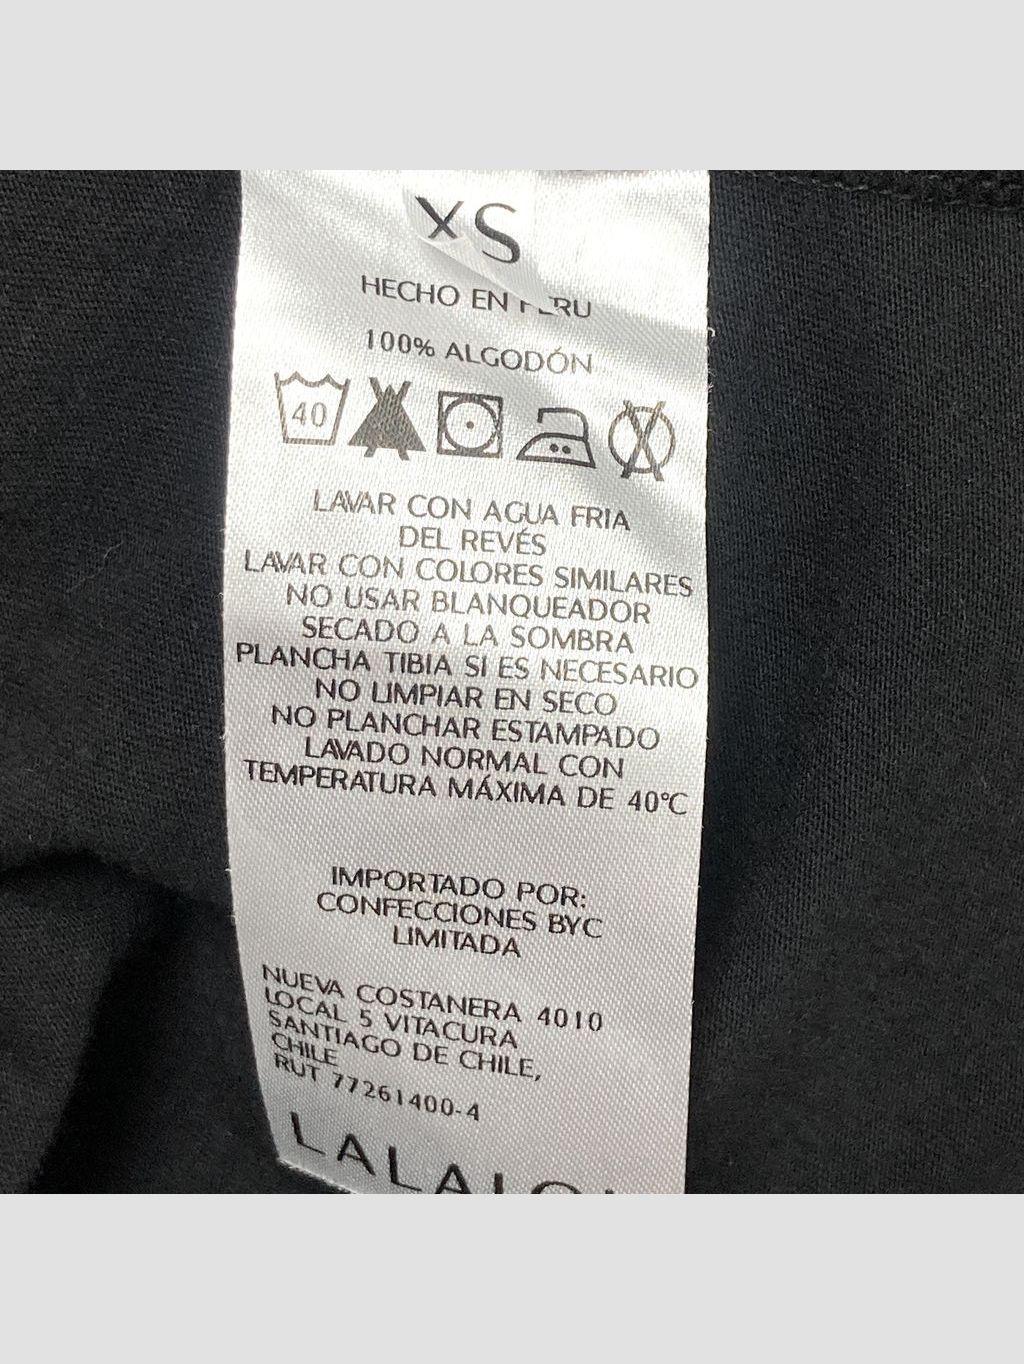 XS
HECHO EN PERU
100% ALGODÓN
40
LAVAR CON AGUA FRIA
DEL REVÉS
LAVAR CON COLORES SIMILARES
NO USAR BLANQUEADOR
SECADO A LA SOMBRA
PLANCHA TIBIA SI ES NECESARIO
NO LIMPIAR EN SECO
NO PLANCHAR ESTAMPADO
LAVADO NORMAL CON
TEMPERATURA MÁXIMA DE 40°C
IMPORTADO POR:
CONFECCIONES BYC
LIMITADA
NUEVA COSTANERA 4010
LOCAL 5 VITACURA
SANTIAGO DE CHILE,
CHILE
RUT 77261400-4